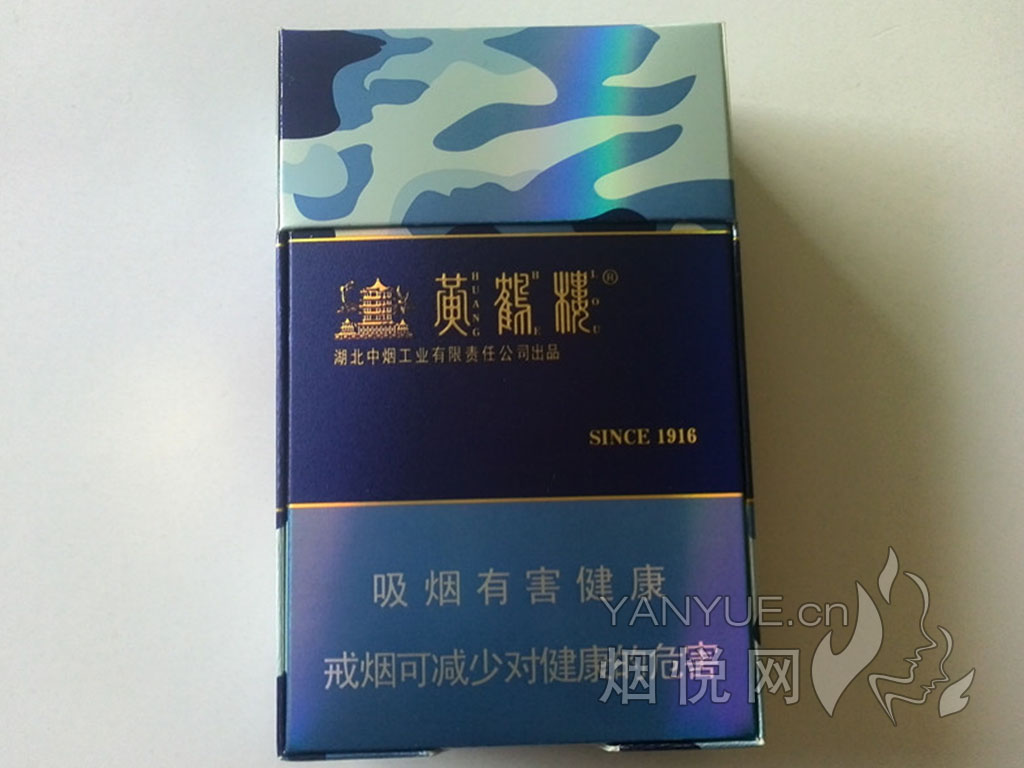 黄鹤楼®
HUANG HE LOU
湖北中烟工业有限责任公司出品
SINCE 1916
吸烟有害健康
戒烟可减少对健康的危害
YANYUE.cn
烟悦网